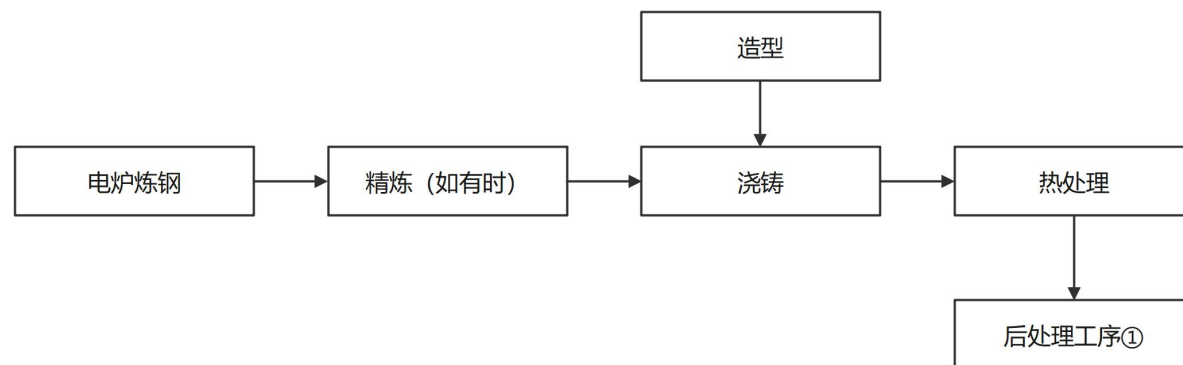 造型
电炉炼钢
精炼（如有时）
浇铸
热处理
后处理工序①